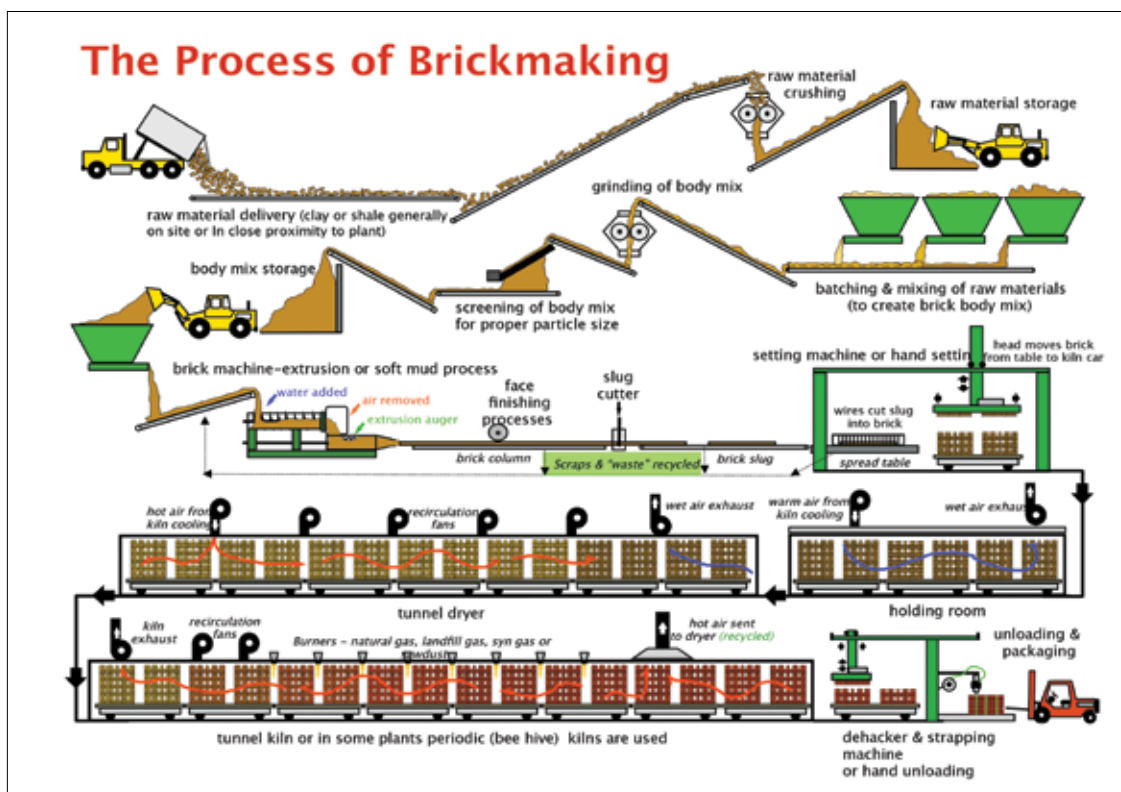 The Process of Brickmaking
raw material
crushing
raw material storage
raw material delivery (clay or shale generally
on site or In close proximity to plant)
grinding of body mix
body mix storage
screening of body mix
for proper particle size
batching & mixing of raw materials
(to create brick body mix)
brick machine-extrusion or soft mud process
water added
air removed
extrusion auger
face
finishing
processes
slug
cutter
setting machine or hand settin
head moves brick
from table to kiln car
wires cut slug
into brick
brick column
Scraps & "waste" recycled
brick slug
spread table
hot air from
kiln cooling
recirculation
fans
wet air exhaust
warm air from
kiln cooling
wet air exhaus
tunnel dryer
holding room
kiln
exhaust
recirculation
fans
Burners - natural gas, landfill gas, syn gas or
wdus
hot air sent
to dryer (recycled)
unloading &
packaging
tunnel kiln or in some plants periodic (bee hive) kilns are used
dehacker & strapping
machine
or hand unloading